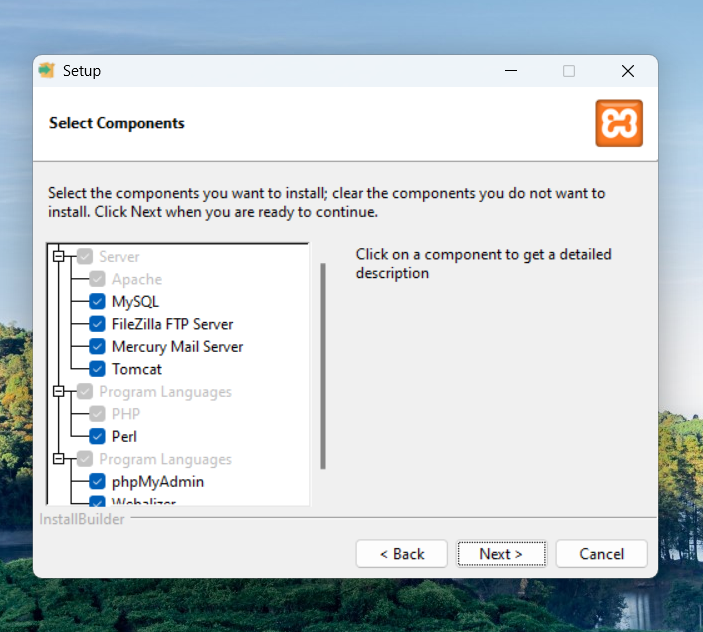 Setup
Select Components
Select the components you want to install; clear the components you do not want to
install. Click Next when you are ready to continue.
Server
Apache
MySQL
FileZilla FTP Server
Mercury Mail Server
Tomcat
Program Languages
PHP
Perl
Program Languages
phpMyAdmin
Webalizer
Click on a component to get a detailed
description
InstallBuilder
< Back
Next >
Cancel